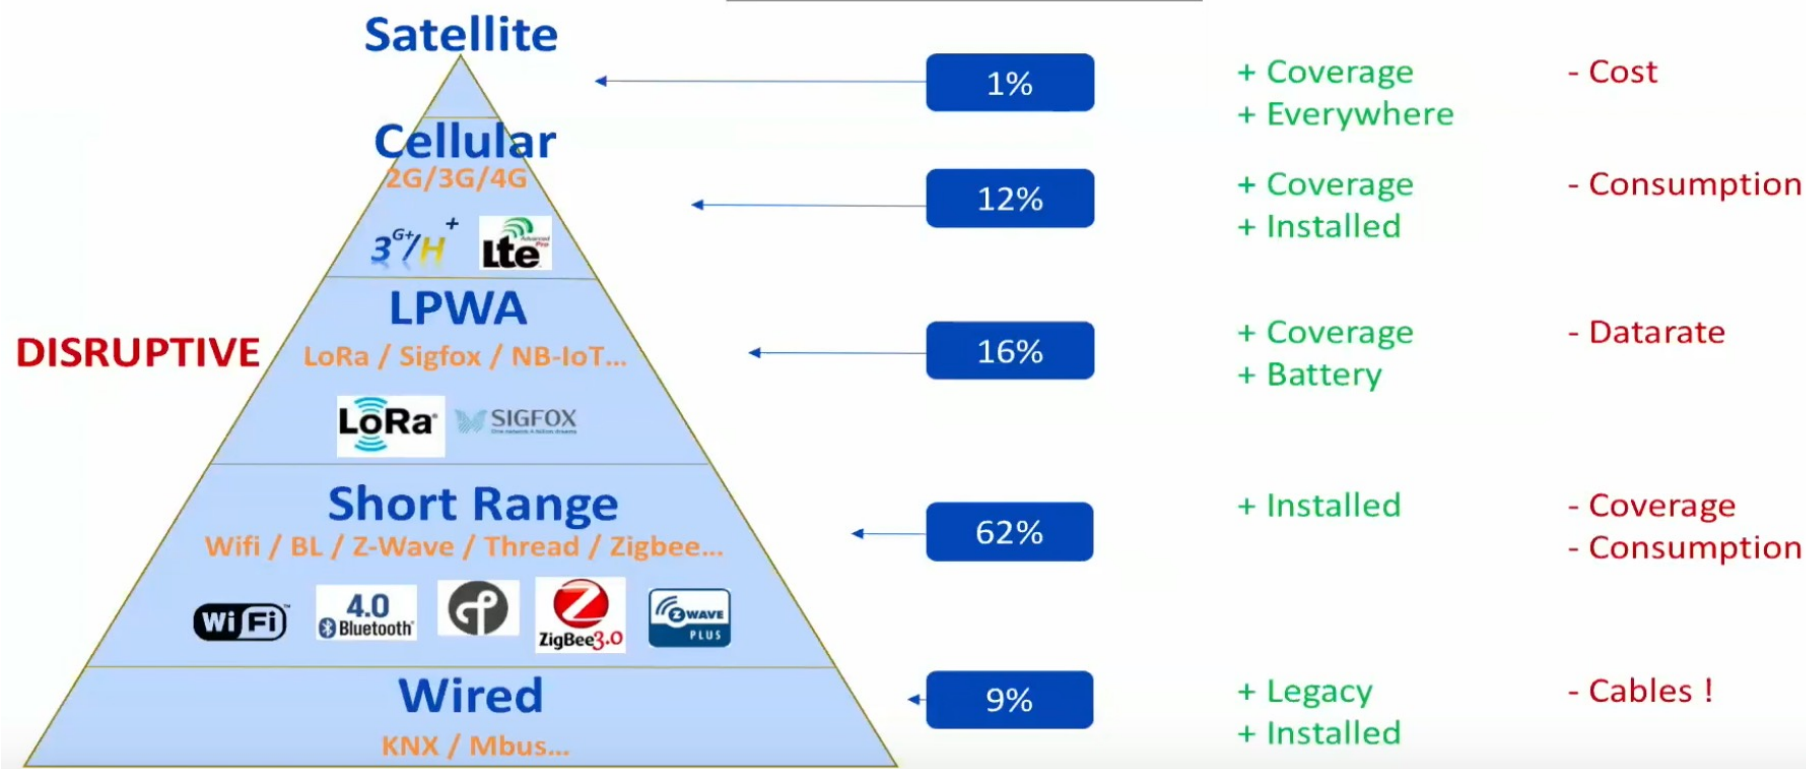 Satellite
1%
+ Coverage
- Cost
+ Everywhere
Cellular
2G/3G/4G
12%
+ Coverage
- Consumption
+ Installed
3G+/H+
Lte Advanced Pro
LPWA
DISRUPTIVE
LoRa / Sigfox / NB-IoT...
16%
+ Coverage
- Datarate
+ Battery
LoRa
SIGFOX
Short Range
Wifi / BL / Z-Wave / Thread / Zigbee...
62%
+ Installed
- Coverage
- Consumption
WiFi
4.0
Bluetooth
ZigBee3.0
Z WAVE
PLUS
Wired
KNX / Mbus...
9%
+ Legacy
- Cables !
+ Installed